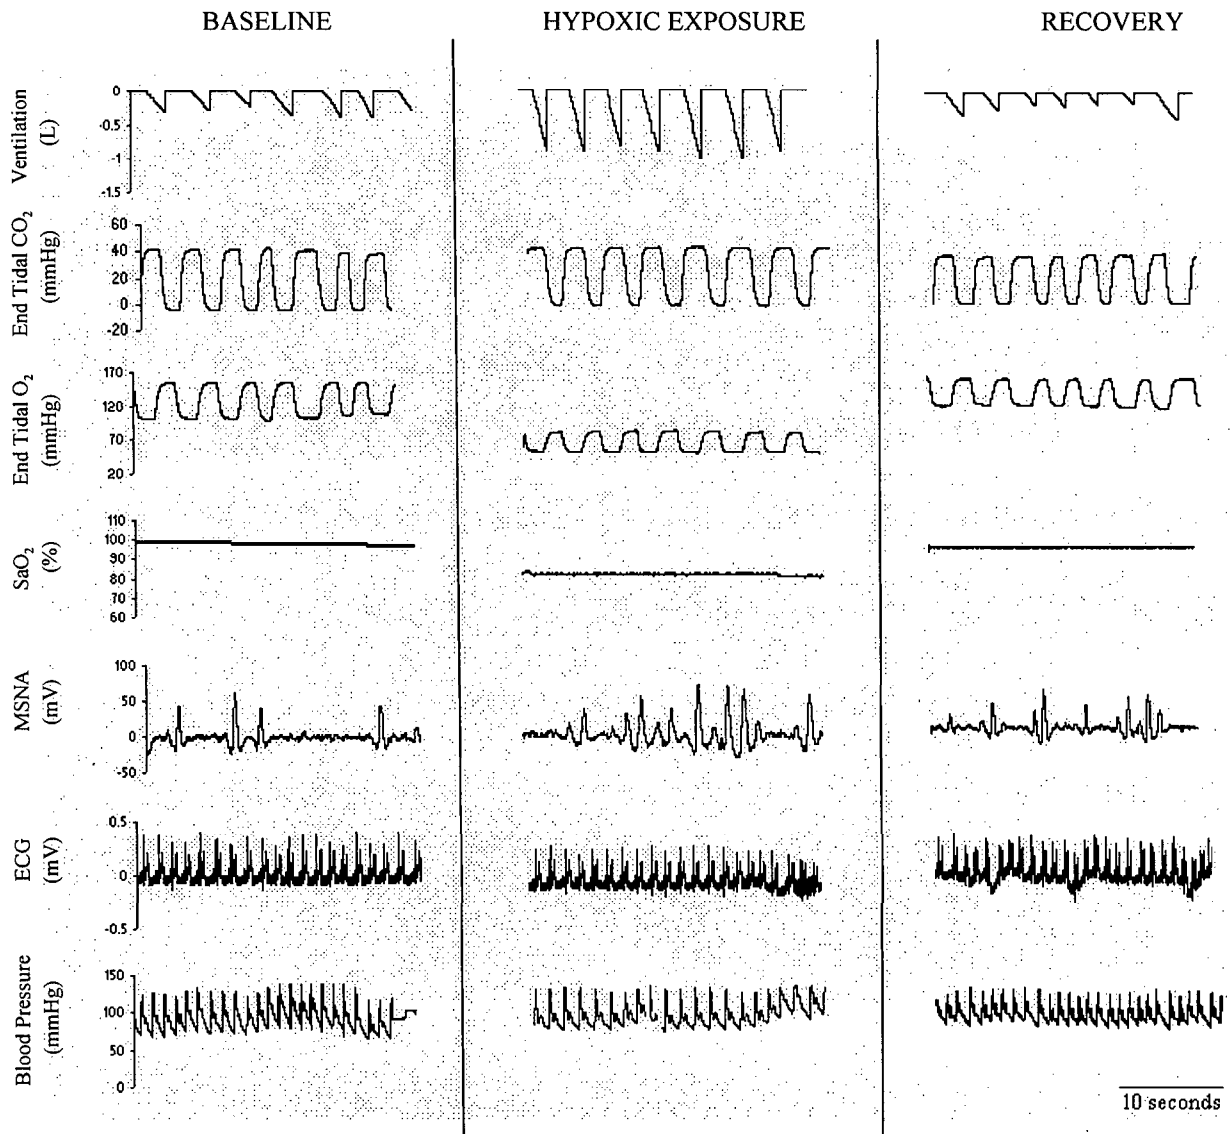 BASELINE
HYPOXIC EXPOSURE
RECOVERY
Ventilation
(L)
0
-0.5
-1
-1.5
End Tidal CO2
(mmHg)
60
40
20
0
-20
End Tidal O2
(mmHg)
170
120
70
20
SaO2
(%)
110
100
90
80
70
60
MSNA
(mV)
100
50
0
-50
ECG
(mV)
0.5
0
-0.5
Blood Pressure
(mmHg)
150
100
50
0
10 seconds